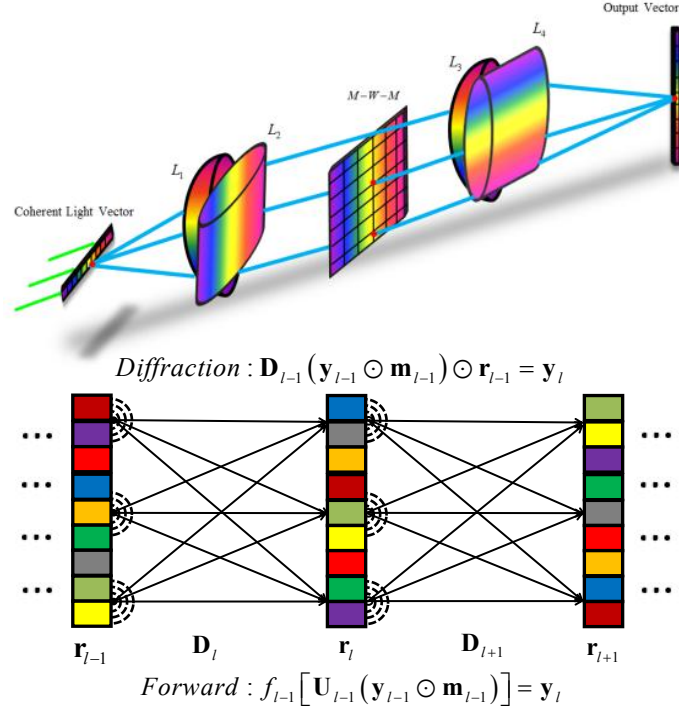 Output Vector
L₄
L₃
M-W-M
L₂
L₁
Coherent Light Vector
Diffraction : D_{l-1}(y_{l-1} ⊙ m_{l-1}) ⊙ r_{l-1} = y_l
... ...
... ...
... ...
... ...
r_{l-1} D_l r_l D_{l+1} r_{l+1}
Forward : f_{l-1}[U_{l-1}(y_{l-1} ⊙ m_{l-1})] = y_l